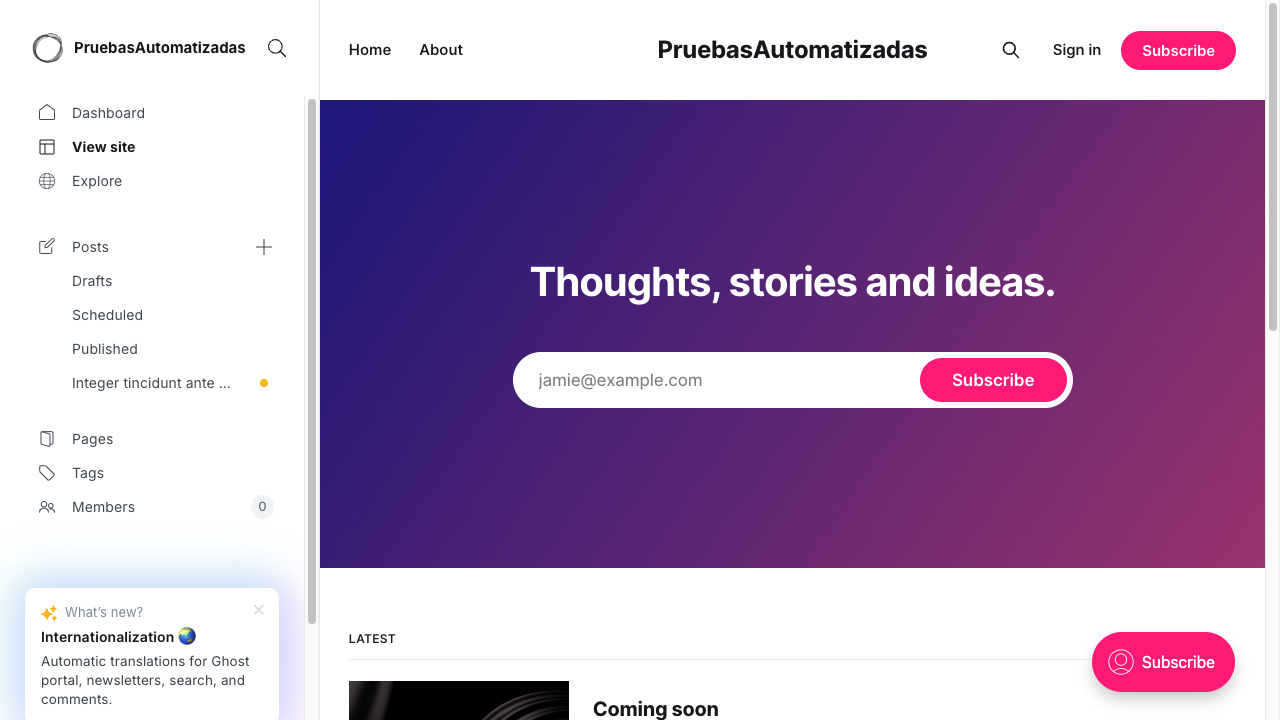 PruebasAutomatizadas
Dashboard
View site
Explore
Posts
Drafts
Scheduled
Published
Integer tincidunt ante ...
Pages
Tags
Members
0
What's new?
Internationalization 🌏
Automatic translations for Ghost
portal, newsletters, search, and
comments.
Home
About
PruebasAutomatizadas
Sign in
Subscribe
Thoughts, stories and ideas.
jamie@example.com
Subscribe
LATEST
Coming soon
Subscribe